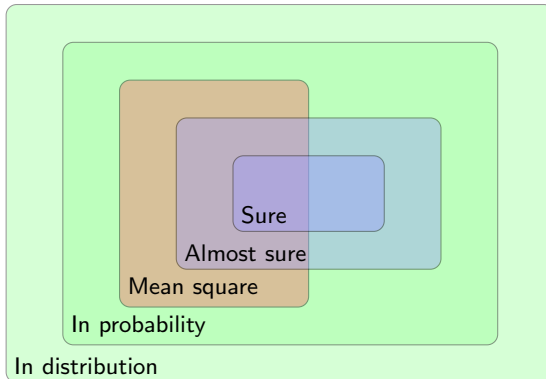 Sure
Almost sure
Mean square
In probability
In distribution